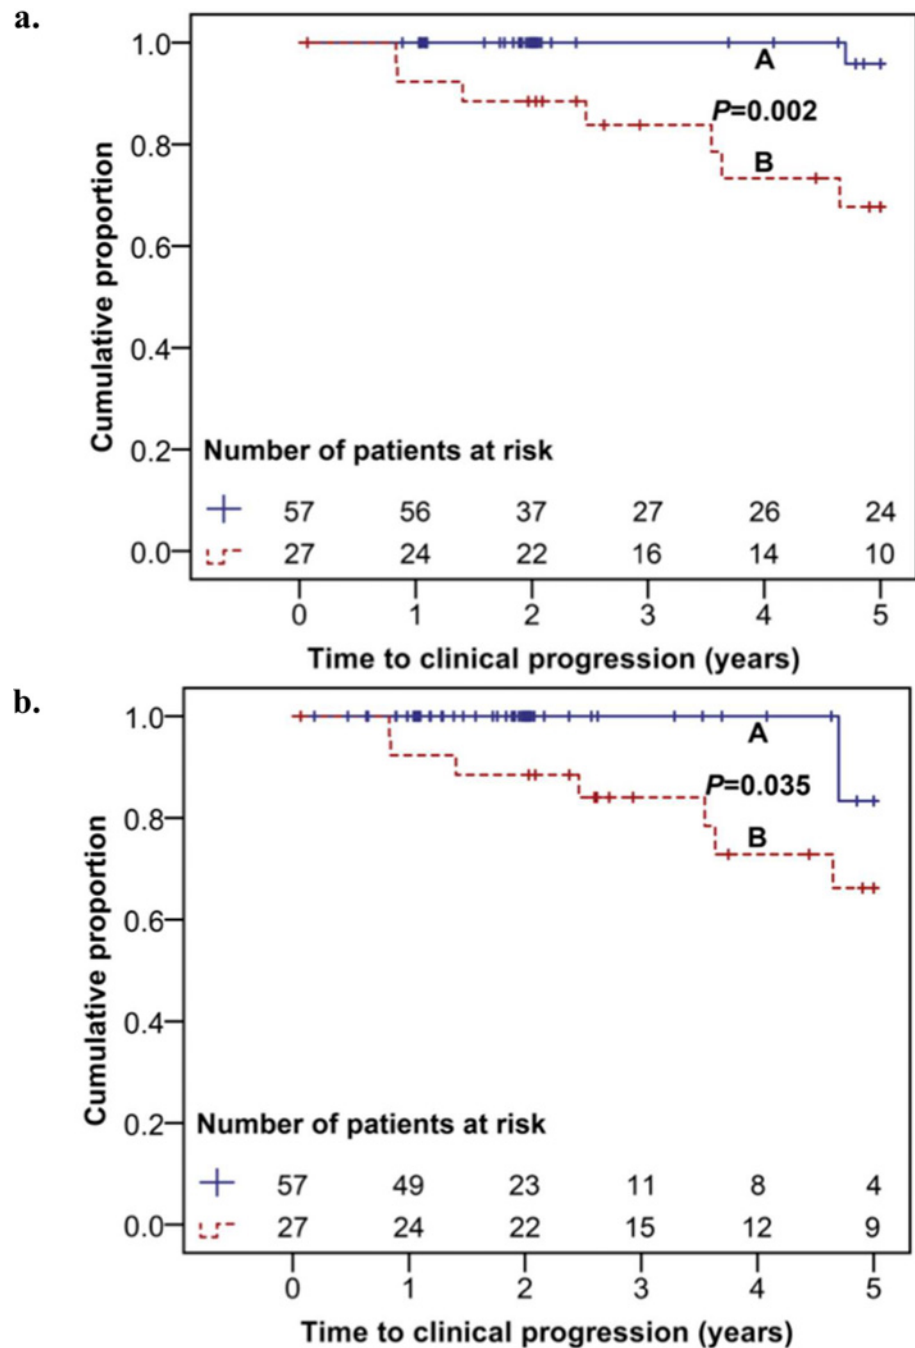 a.
1.0
A
P=0.002
0.8
B
0.6
0.4
0.2
Number of patients at risk
57 56 37 27 26 24
0.0
27 24 22 16 14 10
0 1 2 3 4 5
Cumulative proportion
Time to clinical progression (years)
b.
1.0
A
P=0.035
0.8
B
0.6
0.4
0.2
Number of patients at risk
57 49 23 11 8 4
0.0
27 24 22 15 12 9
0 1 2 3 4 5
Cumulative proportion
Time to clinical progression (years)